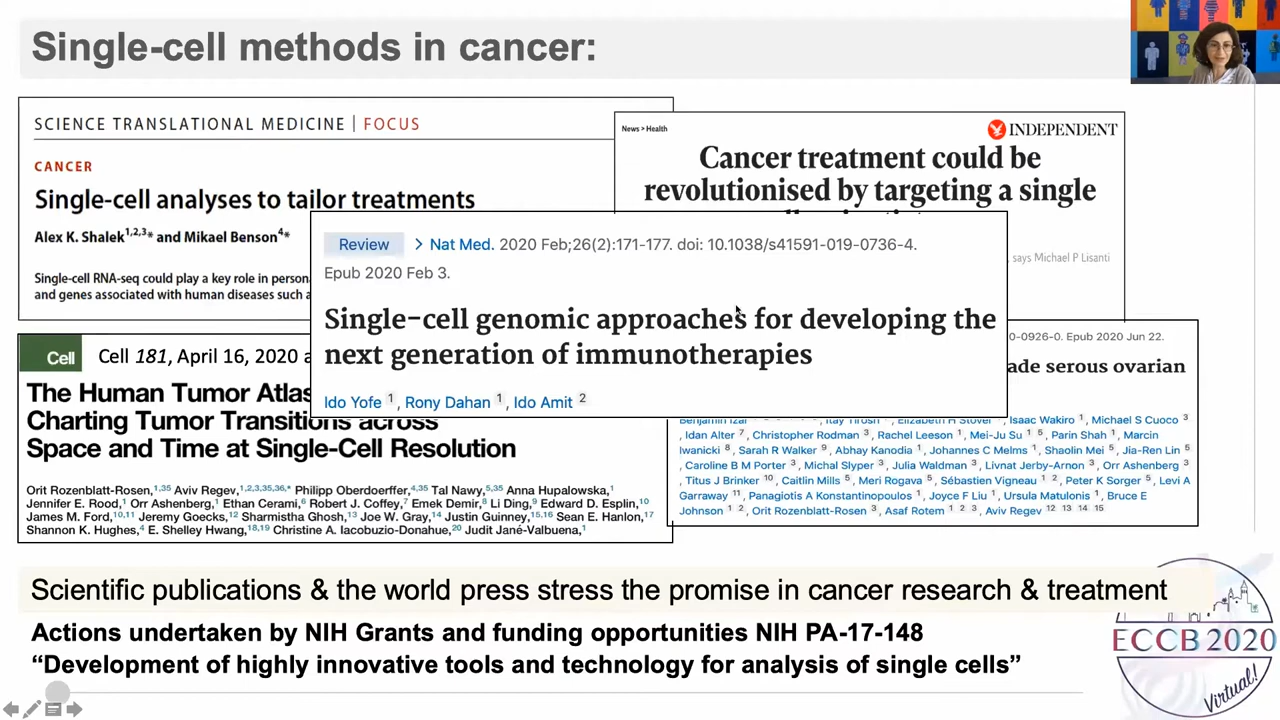 Single-cell methods in cancer:
SCIENCE TRANSLATIONAL MEDICINE | FOCUS
CANCER
Single-cell analyses to tailor treatments
Alex K. Shalek1,2,3* and Mikael Benson4*
Single-cell RNA-seq could play a key role in
and genes associated with human diseases such
News > Health
INDEPENDENT
Cancer treatment could be
revolutionised by targeting a single
says Michael P Lisanti
Review > Nat Med. 2020 Feb;26(2):171-177. doi: 10.1038/s41591-019-0736-4.
Epub 2020 Feb 3.
Single-cell genomic approaches for developing the
next generation of immunotherapies
Ido Yofe 1, Rony Dahan 1, Ido Amit 2
Cell
Cell 181, April 16, 2020
The Human Tumor Atlas
Charting Tumor Transitions across
Space and Time at Single-Cell Resolution
Orit Rozenblatt-Rosen,1,35 Aviv Regev,1,2,3,35,36,* Philipp Oberdoerffer,4,35 Tal Nawy,5,35 Anna Hupalowska,1
Jennifer E. Rood,1 Orr Ashenberg,1 Ethan Cerami,6 Robert J. Coffey,7 Emek Demir,8 Li Ding,9 Edward D. Esplin,10
James M. Ford,10,11 Jeremy Goecks,12 Sharmistha Ghosh,13 Joe W. Gray,14 Justin Guinney,15,16 Sean E. Hanlon,17
Shannon K. Hughes,4 E. Shelley Hwang,18,19 Christine A. Iacobuzio-Donahue,20 Judit Jané-Valbuena,1
0-0926-0. Epub 2020 Jun 22.
ade serous ovarian
Benjamin Izar, Itay Tirosh, Elizabeth H Stover, Isaac Wakiro 1, Michael S Cuoco 3
, Idan Alter 7, Christopher Rodman 3, Rachel Leeson 1, Mei-Ju Su 1 5, Parin Shah 1, Marcin
Iwanicki 8, Sarah R Walker 9, Abhay Kanodia 1, Johannes C Melms 1, Shaolin Mei 5, Jia-Ren Lin 5
, Caroline B M Porter 3, Michal Slyper 3, Julia Waldman 3, Livnat Jerby-Arnon 3, Orr Ashenberg 3
, Titus J Brinker 10, Caitlin Mills 5, Meri Rogava 5, Sébastien Vigneau 1 2, Peter K Sorger 5, Levi A
Garraway 11, Panagiotis A Konstantinopoulos 1, Joyce F Liu 1, Ursula Matulonis 1, Bruce E
Johnson 1 2, Orit Rozenblatt-Rosen 3, Asaf Rotem 1 2 3, Aviv Regev 12 13 14 15
Scientific publications & the world press stress the promise in cancer research & treatment
Actions undertaken by NIH Grants and funding opportunities NIH PA-17-148
“Development of highly innovative tools and technology for analysis of single cells”
ECCB 2020
Virtual!